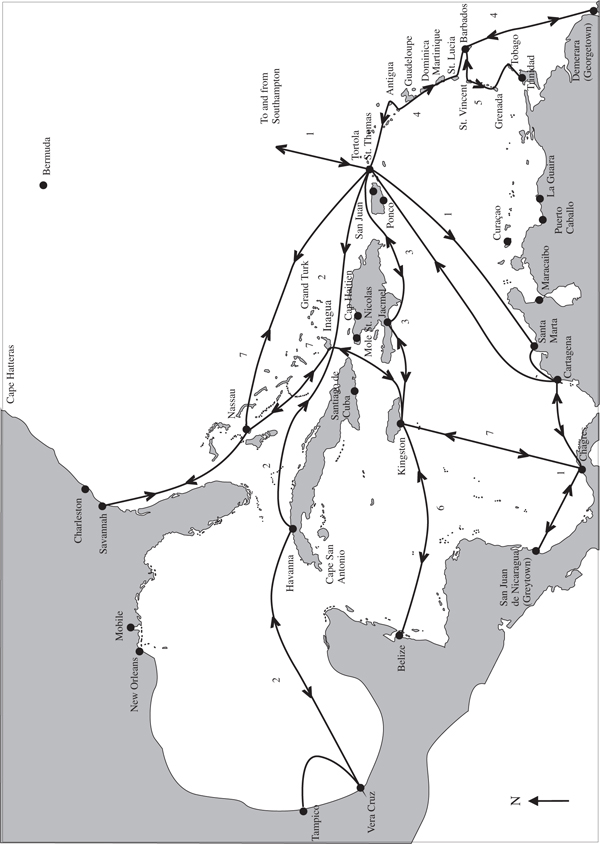 Cape Hatteras
Bermuda
To and from
Southampton
1
Charleston
Savannah
Nassau
7
Grand Turk
2
Inagua
7
Tortola
St. Thomas
Antigua
4
Guadeloupe
Dominica
Martinique
St. Lucia
Barbados
4
St. Vincent
5
Grenada
Tobago
Trinidad
Demerara
(Georgetown)
San Juan
Ponce
3
1
Cap Haitien
Mole St. Nicolas
Jacmel
3
Curaçao
La Guaira
Puerto
Caballo
Maracaibo
Santa
Marta
Cartagena
Santiago de
Cuba
Kingston
7
Chagres
1
Mobile
New Orleans
2
Havanna
Cape San
Antonio
6
San Juan
de Nicaragua
(Greytown)
Belize
2
Tampico
Vera Cruz
N